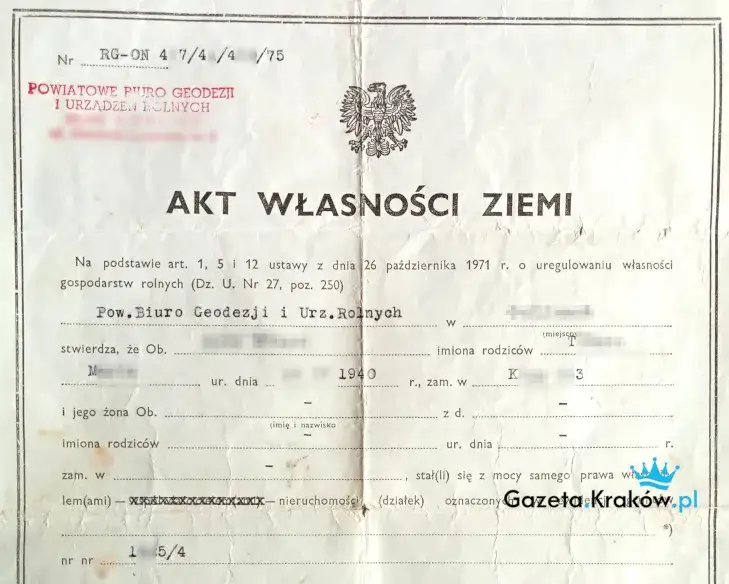 Nr RG-ON 4 7/4 /4 /75
POWIATOWE BIURO GEODEZJI
I URZĄDZEŃ ROLNYCH
AKT WŁASNOŚCI ZIEMI
Na podstawie art. 1, 5 i 12 ustawy z dnia 26 października 1971 r. o uregulowaniu własności
gospodarstw rolnych (Dz. U. Nr 27, poz. 250)
Pow.Biuro Geodezji i Urz.Rolnych w
(miejsce)
stwierdza, że Ob. imiona rodziców T
M ur. dnia 1940 r., zam. w K 3
i jego żona Ob. – z d. –
(imię i nazwisko
imiona rodziców – ur. dnia – r.
zam. w – , stał(li) się z mocy samego prawa
lem(ami) — xxxxxxxxxxxxxx — nieruchomości (działek) oznaczonych
Gazeta.Kraków.pl
*)
nr nr 1 5/4